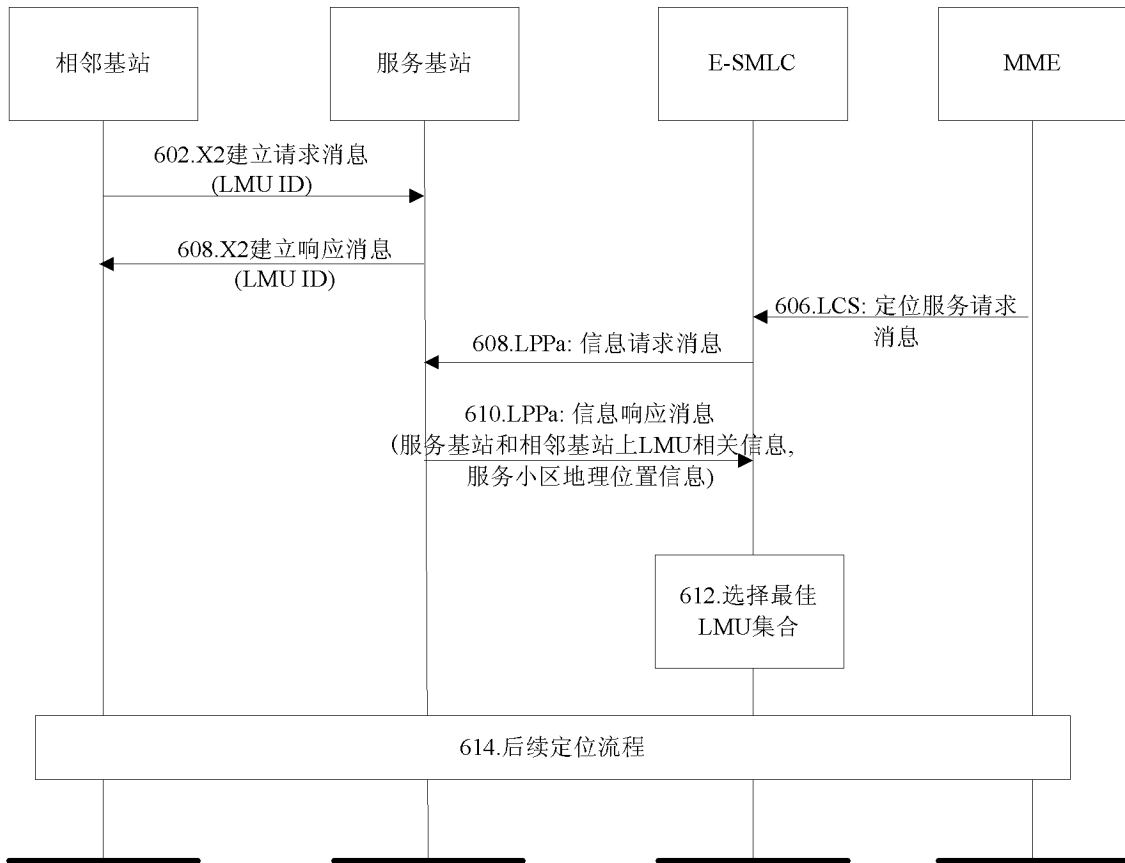 相邻基站
服务基站
E-SMLC
MME
602.X2建立请求消息
(LMU ID)
608.X2建立响应消息
(LMU ID)
606.LCS: 定位服务请求
消息
608.LPPa: 信息请求消息
610.LPPa: 信息响应消息
(服务基站和相邻基站上LMU相关信息,
服务小区地理位置信息)
612.选择最佳
LMU集合
614.后续定位流程